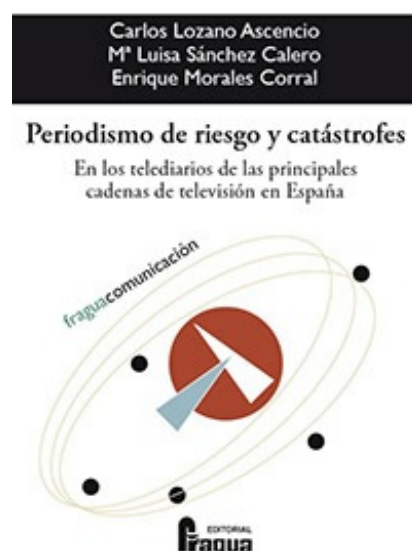 Carlos Lozano Ascencio
Mª Luisa Sánchez Calero
Enrique Morales Corral
Periodismo de riesgo y catástrofes
En los telediarios de las principales
cadenas de televisión en España
fraguacomunicación
EDITORIAL
Fragua